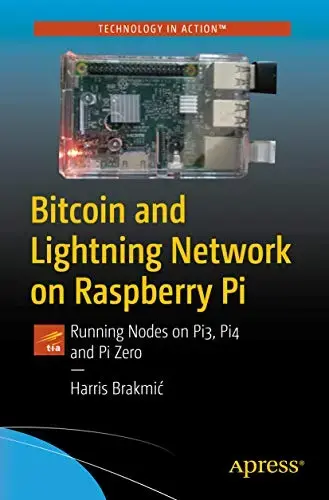 TECHNOLOGY IN ACTION™
Bitcoin and
Lightning Network
on Raspberry Pi
tia
Running Nodes on Pi3, Pi4
and Pi Zero
—
Harris Brakmić
Apress®